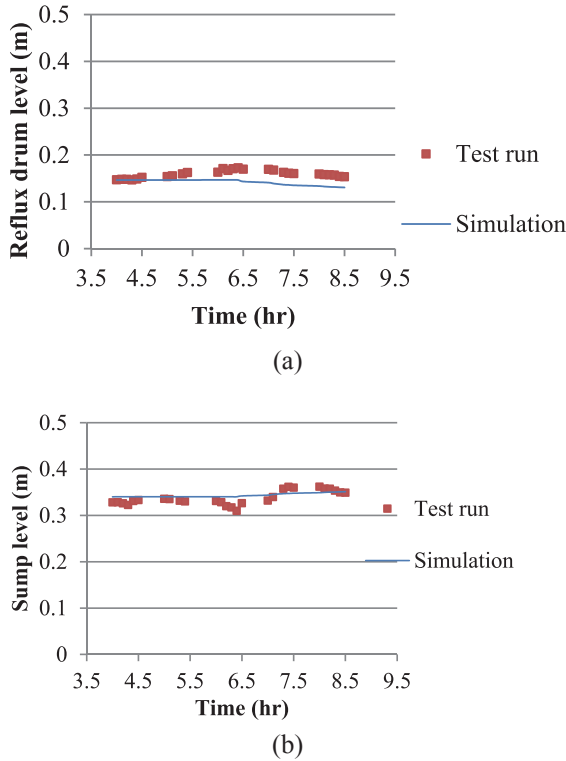 0.5
0.4
0.3
0.2
0.1
0
Reflux drum level (m)
3.5 4.5 5.5 6.5 7.5 8.5 9.5
Time (hr)
Test run
Simulation
(a)
0.5
0.4
0.3
0.2
0.1
0
Sump level (m)
3.5 4.5 5.5 6.5 7.5 8.5 9.5
Time (hr)
Test run
Simulation
(b)